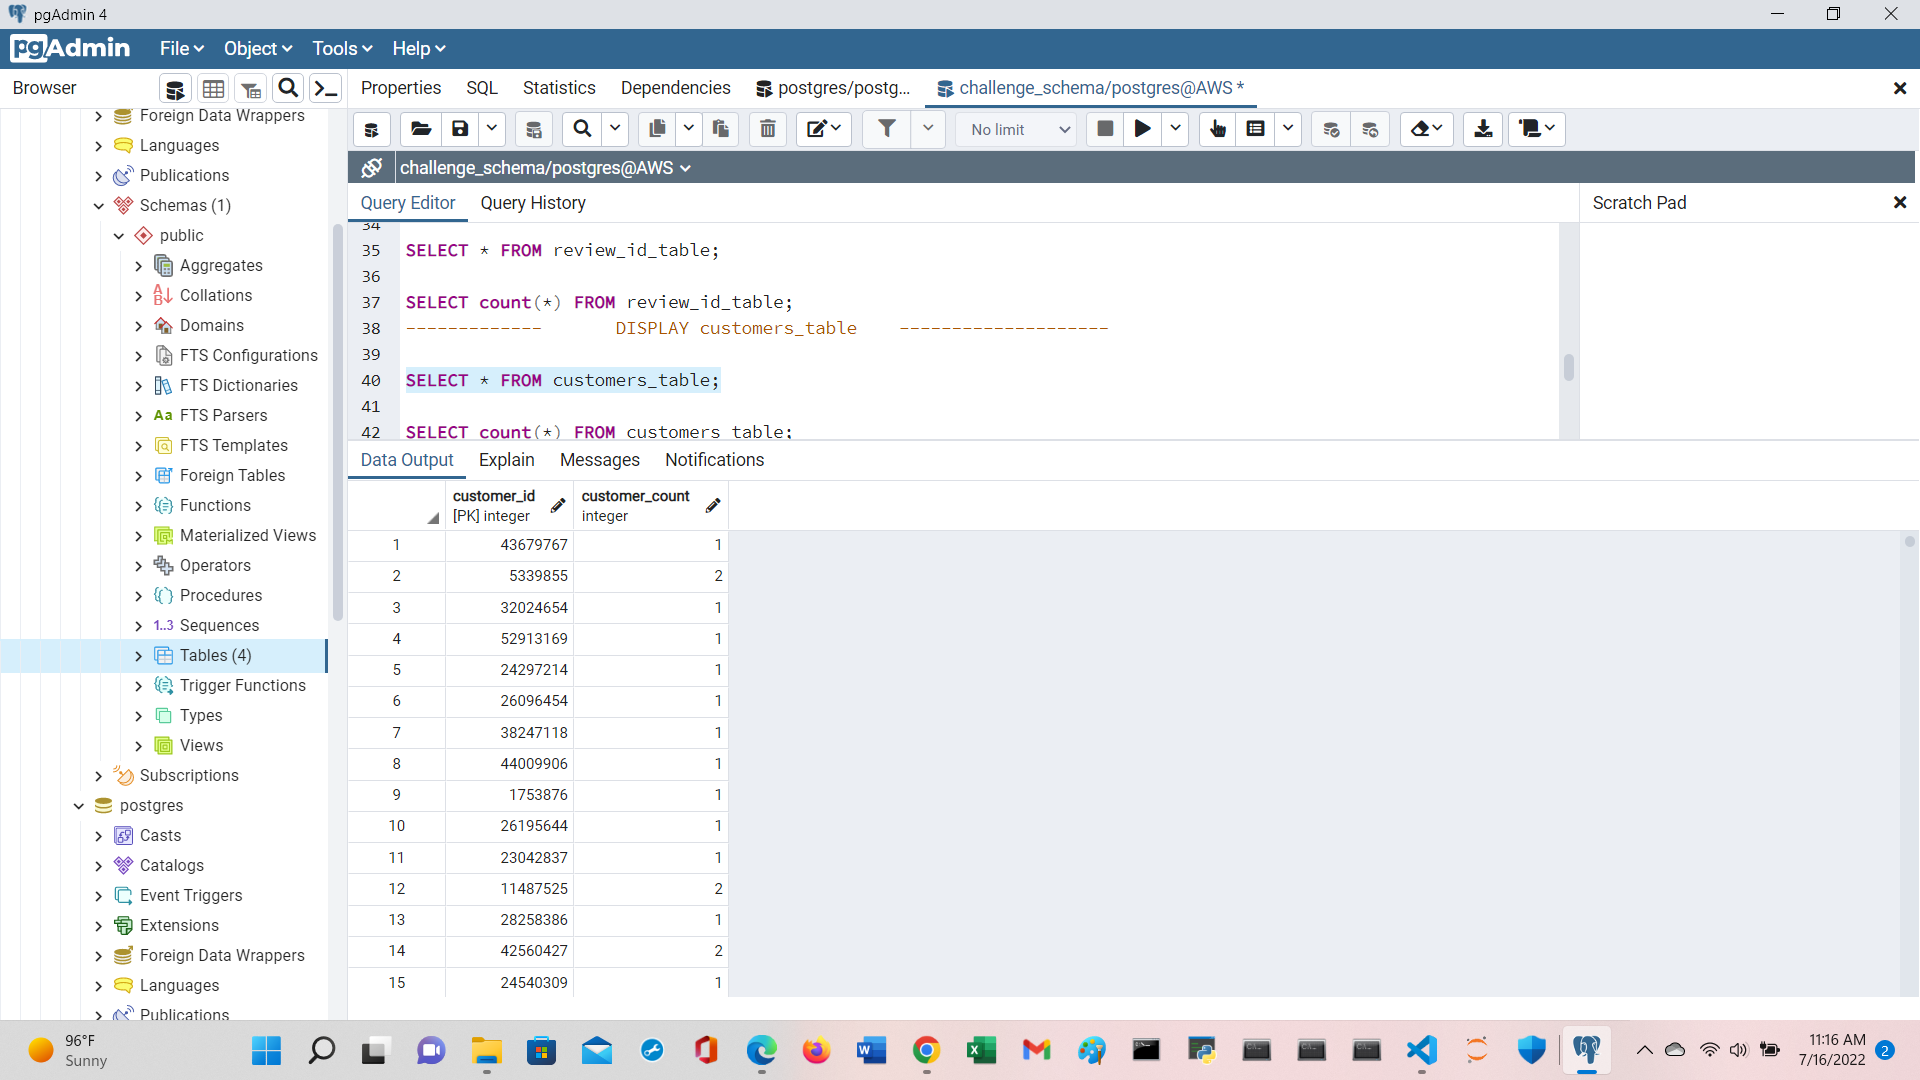 pgAdmin 4
pgAdmin File Object Tools Help
Browser
Properties SQL Statistics Dependencies postgres/postg... challenge_schema/postgres@AWS *
No limit
challenge_schema/postgres@AWS
Query Editor Query History
Scratch Pad
Foreign Data Wrappers
Languages
Publications
Schemas (1)
public
Aggregates
Collations
Domains
FTS Configurations
FTS Dictionaries
Aa FTS Parsers
FTS Templates
Foreign Tables
Functions
Materialized Views
Operators
Procedures
1..3 Sequences
Tables (4)
Trigger Functions
Types
Views
Subscriptions
postgres
Casts
Catalogs
Event Triggers
Extensions
Foreign Data Wrappers
Languages
Publications
34
35 SELECT * FROM review_id_table;
36
37 SELECT count(*) FROM review_id_table;
38 ------------- DISPLAY customers_table --------------------
39
40 SELECT * FROM customers_table;
41
42 SELECT count(*) FROM customers_table;
Data Output Explain Messages Notifications
customer_id customer_count
[PK] integer integer
1 43679767 1
2 5339855 2
3 32024654 1
4 52913169 1
5 24297214 1
6 26096454 1
7 38247118 1
8 44009906 1
9 1753876 1
10 26195644 1
11 23042837 1
12 11487525 2
13 28258386 1
14 42560427 2
15 24540309 1
96°F
Sunny
11:16 AM
7/16/2022
2